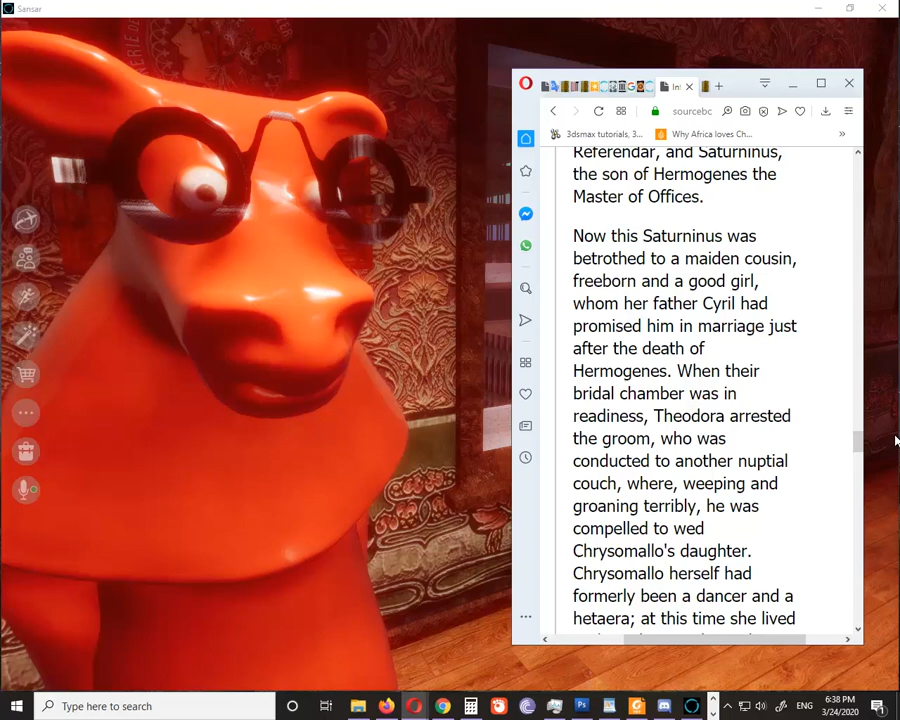 Sansar
In
sourcebc
3dsmax tutorials, 3...
Why Africa loves Ch...
»
Referendar, and Saturninus,
the son of Hermogenes the
Master of Offices.
Now this Saturninus was
betrothed to a maiden cousin,
freeborn and a good girl,
whom her father Cyril had
promised him in marriage just
after the death of
Hermogenes. When their
bridal chamber was in
readiness, Theodora arrested
the groom, who was
conducted to another nuptial
couch, where, weeping and
groaning terribly, he was
compelled to wed
Chrysomallo's daughter.
Chrysomallo herself had
formerly been a dancer and a
hetaera; at this time she lived
Type here to search
ENG
6:38 PM
3/24/2020
1